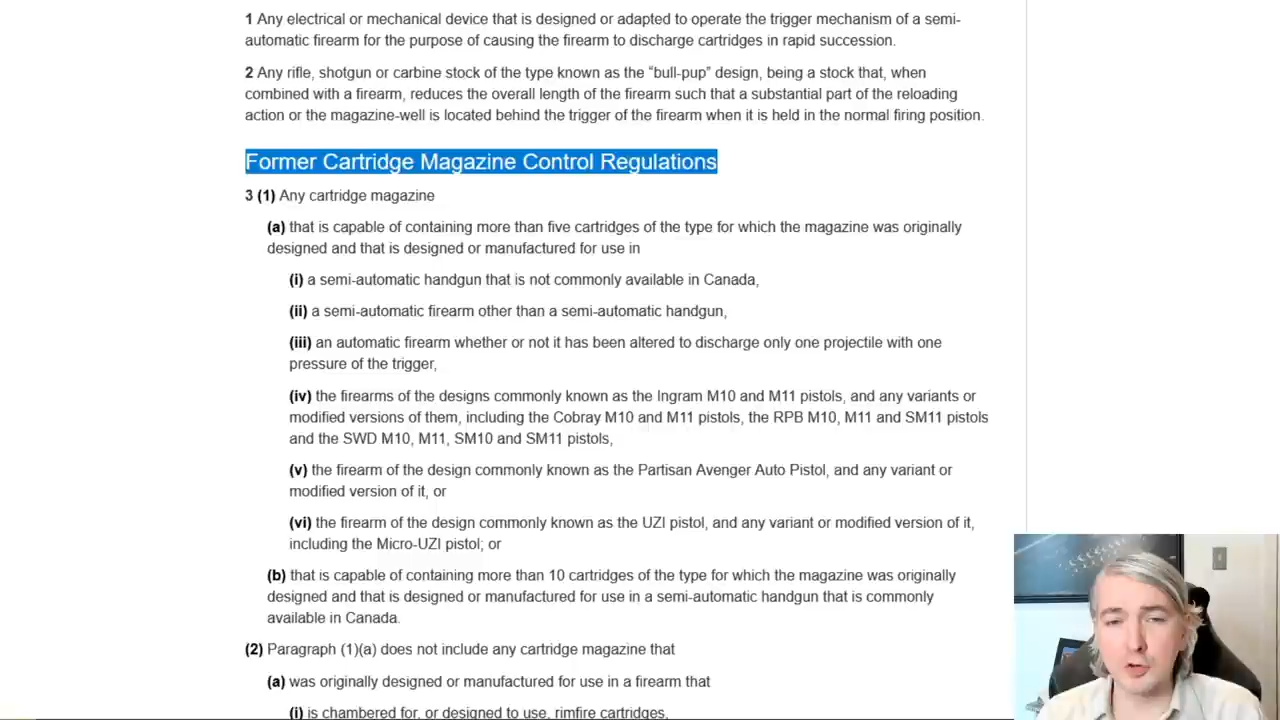 1 Any electrical or mechanical device that is designed or adapted to operate the trigger mechanism of a semi-
automatic firearm for the purpose of causing the firearm to discharge cartridges in rapid succession.
2 Any rifle, shotgun or carbine stock of the type known as the “bull-pup” design, being a stock that, when
combined with a firearm, reduces the overall length of the firearm such that a substantial part of the reloading
action or the magazine-well is located behind the trigger of the firearm when it is held in the normal firing position.
Former Cartridge Magazine Control Regulations
3 (1) Any cartridge magazine
(a) that is capable of containing more than five cartridges of the type for which the magazine was originally
designed and that is designed or manufactured for use in
(i) a semi-automatic handgun that is not commonly available in Canada,
(ii) a semi-automatic firearm other than a semi-automatic handgun,
(iii) an automatic firearm whether or not it has been altered to discharge only one projectile with one
pressure of the trigger,
(iv) the firearms of the designs commonly known as the Ingram M10 and M11 pistols, and any variants or
modified versions of them, including the Cobray M10 and M11 pistols, the RPB M10, M11 and SM11 pistols
and the SWD M10, M11, SM10 and SM11 pistols,
(v) the firearm of the design commonly known as the Partisan Avenger Auto Pistol, and any variant or
modified version of it, or
(vi) the firearm of the design commonly known as the UZI pistol, and any variant or modified version of it,
including the Micro-UZI pistol; or
(b) that is capable of containing more than 10 cartridges of the type for which the magazine was originally
designed and that is designed or manufactured for use in a semi-automatic handgun that is commonly
available in Canada.
(2) Paragraph (1)(a) does not include any cartridge magazine that
(a) was originally designed or manufactured for use in a firearm that
(i) is chambered for, or designed to use, rimfire cartridges,